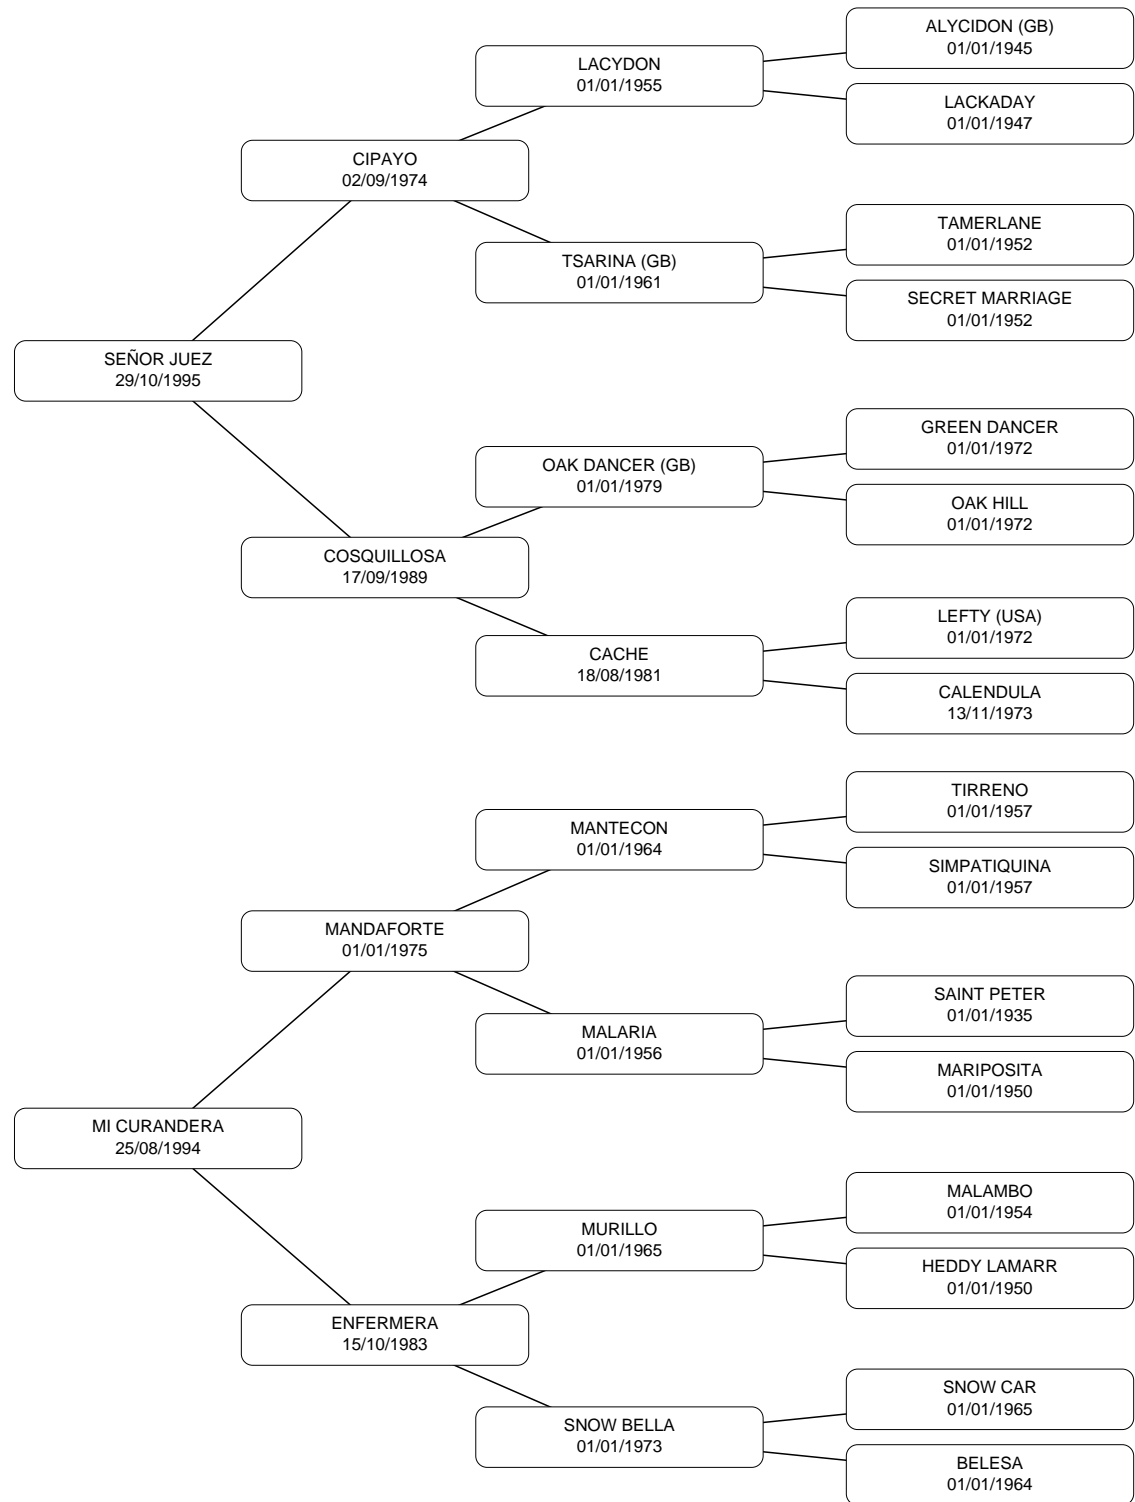 ALYCIDON (GB)
01/01/1945
LACYDON
01/01/1955
LACKADAY
01/01/1947
CIPAYO
02/09/1974
TAMERLANE
01/01/1952
TSARINA (GB)
01/01/1961
SECRET MARRIAGE
01/01/1952
SEÑOR JUEZ
29/10/1995
GREEN DANCER
01/01/1972
OAK DANCER (GB)
01/01/1979
OAK HILL
01/01/1972
COSQUILLOSA
17/09/1989
LEFTY (USA)
01/01/1972
CACHE
18/08/1981
CALENDULA
13/11/1973
TIRRENO
01/01/1957
MANTECON
01/01/1964
SIMPATIQUINA
01/01/1957
MANDAFORTE
01/01/1975
SAINT PETER
01/01/1935
MALARIA
01/01/1956
MARIPOSITA
01/01/1950
MI CURANDERA
25/08/1994
MALAMBO
01/01/1954
MURILLO
01/01/1965
HEDDY LAMARR
01/01/1950
ENFERMERA
15/10/1983
SNOW CAR
01/01/1965
SNOW BELLA
01/01/1973
BELESA
01/01/1964